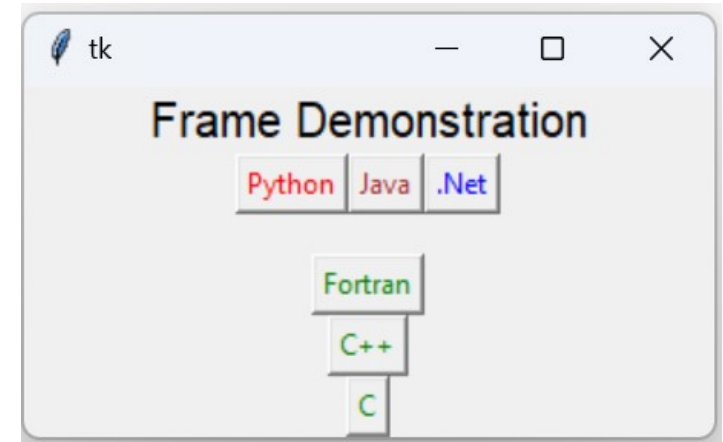 tk
Frame Demonstration
Python Java .Net
Fortran
C++
C